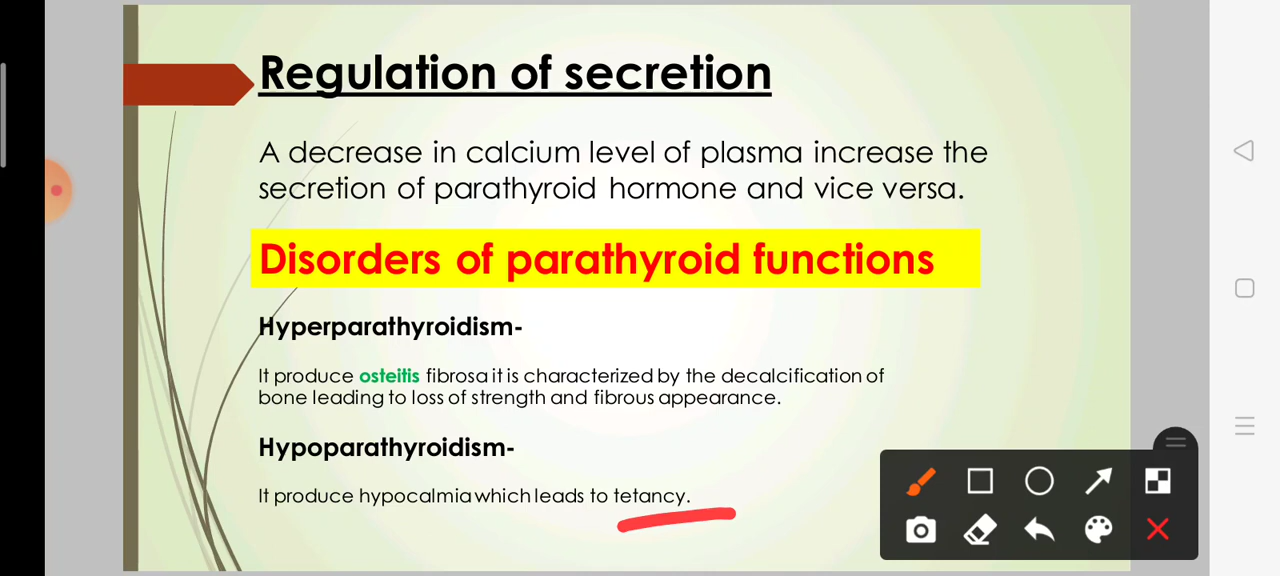 Regulation of secretion
A decrease in calcium level of plasma increase the
secretion of parathyroid hormone and vice versa.
Disorders of parathyroid functions
Hyperparathyroidism-
It produce osteitis fibrosa it is characterized by the decalcification of
bone leading to loss of strength and fibrous appearance.
Hypoparathyroidism-
It produce hypocalmia which leads to tetancy.